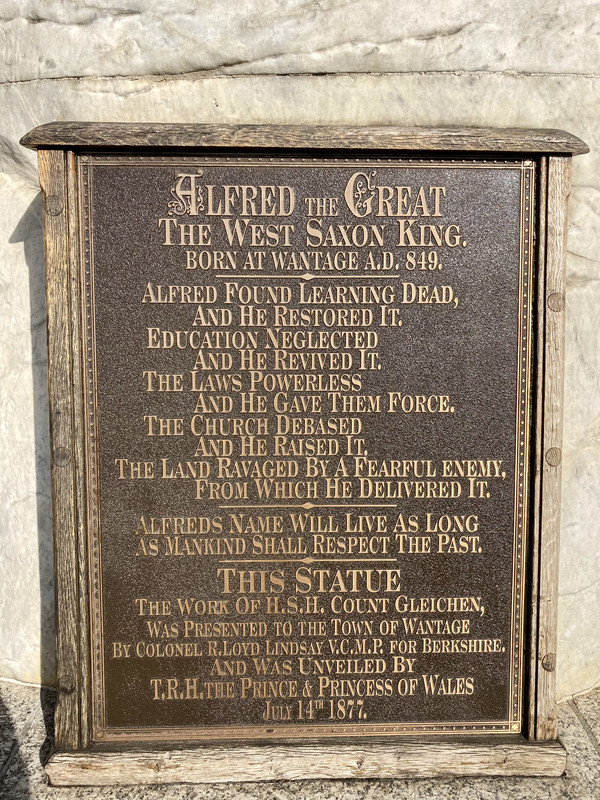 Alfred the Great
The West Saxon King.
Born at Wantage A.D. 849.
Alfred Found Learning Dead,
And He Restored It.
Education Neglected
And He Revived It.
The Laws Powerless
And He Gave Them Force.
The Church Debased
And He Raised It.
The Land Ravaged By A Fearful enemy,
From Which He Delivered It.
Alfreds Name Will Live As Long
As Mankind Shall Respect The Past.
This Statue
The Work Of H.S.H. Count Gleichen,
Was Presented to the Town of Wantage
By Colonel R.Loyd Lindsay V.C.M.P. for Berkshire.
And Was Unveiled By
T.R.H.the Prince & Princess of Wales
July 14th 1877.